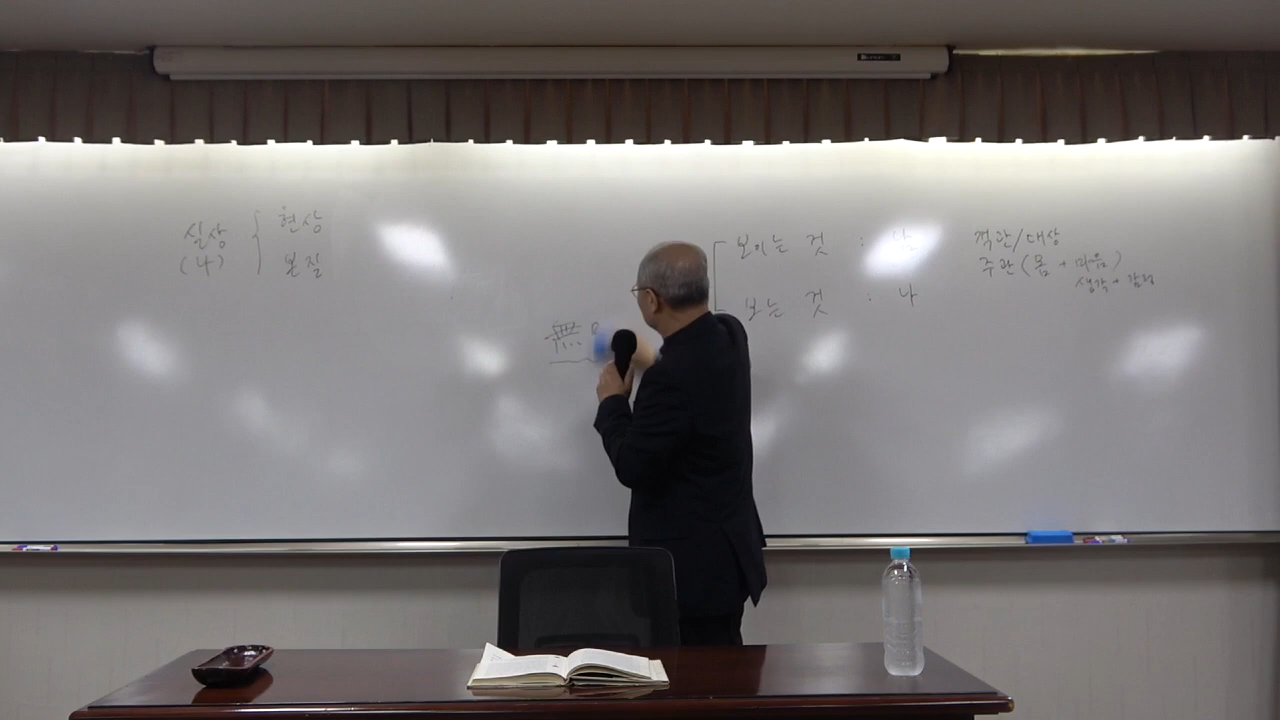 실상 { 현상
(나) 본질
無
보이는 것 :
보는 것 : 나
객관/대상
주관 (몸 + 마음)
생각 + 감정